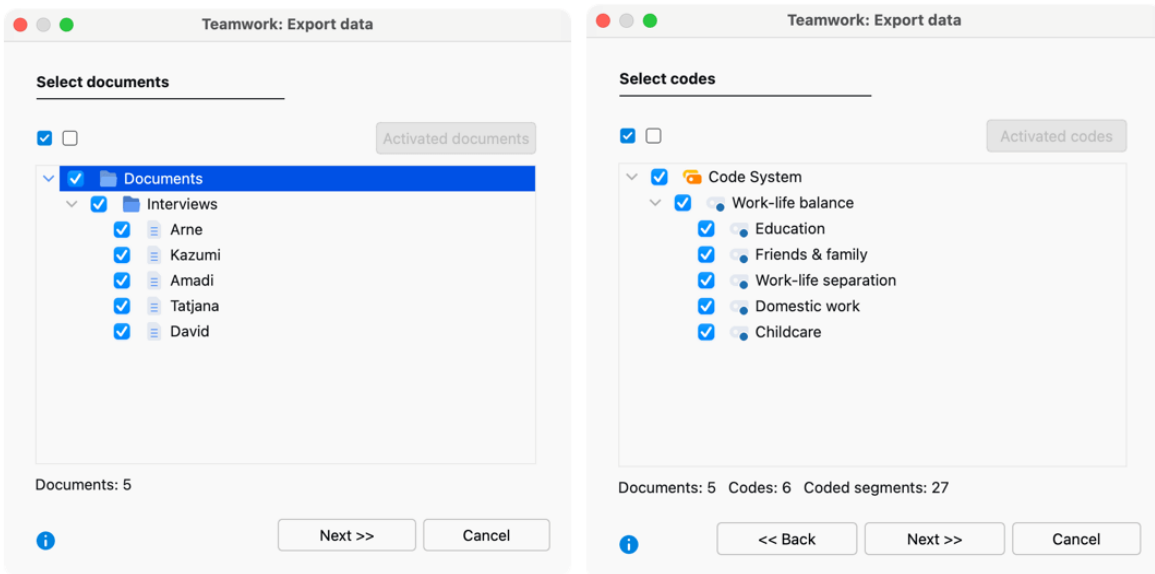 Teamwork: Export data
Select documents
Activated documents
Documents
Interviews
Arne
Kazumi
Amadi
Tatjana
David
Documents: 5
Next >>
Cancel
Teamwork: Export data
Select codes
Activated codes
Code System
Work-life balance
Education
Friends & family
Work-life separation
Domestic work
Childcare
Documents: 5 Codes: 6 Coded segments: 27
<< Back
Next >>
Cancel